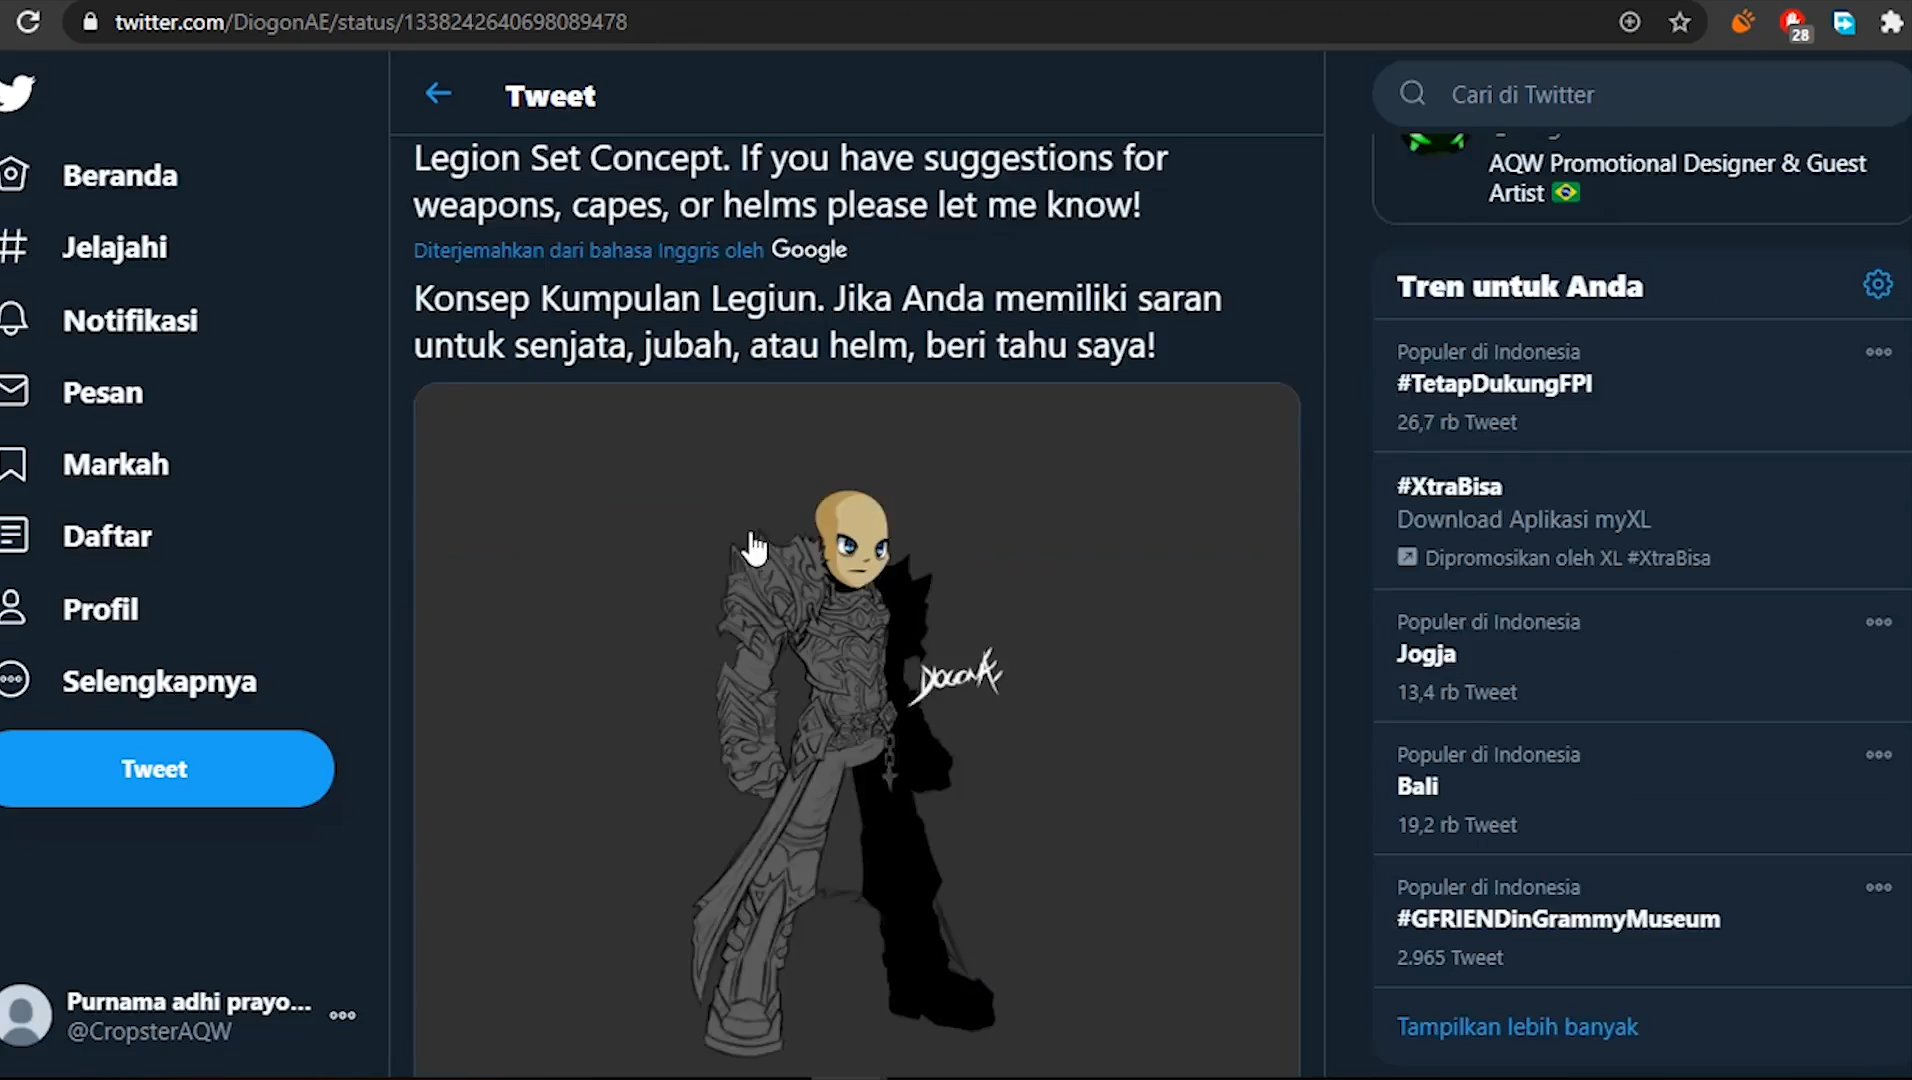 twitter.com/DiogonAE/status/1338242640698089478
28
Beranda
Jelajahi
Notifikasi
Pesan
Markah
Daftar
Profil
Selengkapnya
Tweet
Purnama adhi prayo...
@CropsterAQW
Tweet
Legion Set Concept. If you have suggestions for
weapons, capes, or helms please let me know!
Diterjemahkan dari bahasa Inggris oleh Google
Konsep Kumpulan Legiun. Jika Anda memiliki saran
untuk senjata, jubah, atau helm, beri tahu saya!
DIOGONAE
Cari di Twitter
AQW Promotional Designer & Guest
Artist
Tren untuk Anda
Populer di Indonesia
#TetapDukungFPI
26,7 rb Tweet
#XtraBisa
Download Aplikasi myXL
Dipromosikan oleh XL #XtraBisa
Populer di Indonesia
Jogja
13,4 rb Tweet
Populer di Indonesia
Bali
19,2 rb Tweet
Populer di Indonesia
#GFRIENDinGrammyMuseum
2.965 Tweet
Tampilkan lebih banyak